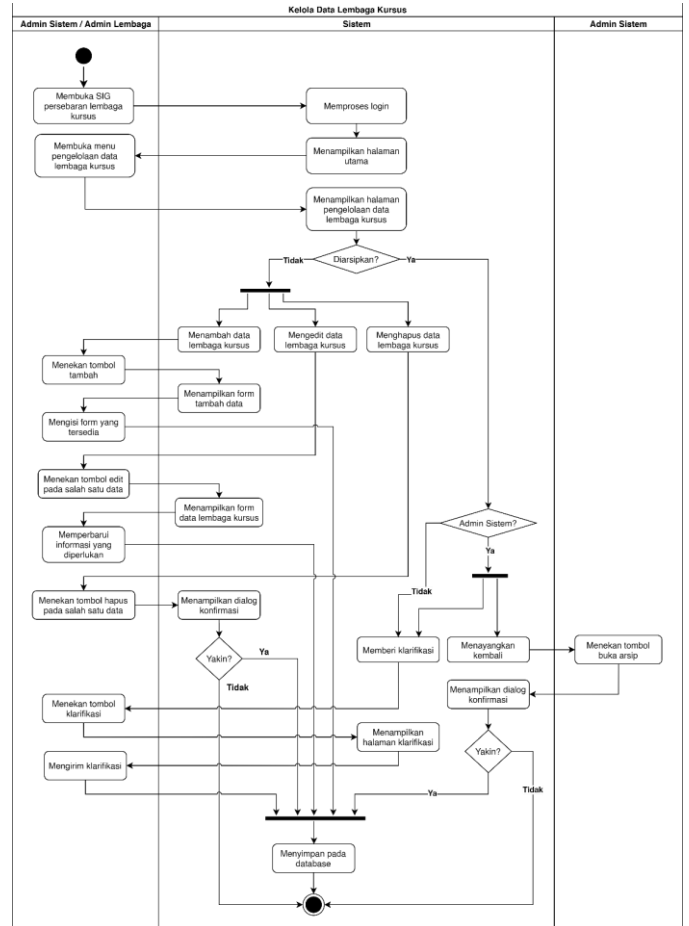 Kelola Data Lembaga Kursus
Admin Sistem / Admin Lembaga
Sistem
Admin Sistem
Membuka SIG
persebaran lembaga
kursus
Memproses login
Membuka menu
pengelolaan data
lembaga kursus
Menampilkan halaman
utama
Menampilkan halaman
pengelolaan data
lembaga kursus
Tidak
Diarsipkan?
Ya
Menambah data
lembaga kursus
Mengedit data
lembaga kursus
Menghapus data
lembaga kursus
Menekan tombol
tambah
Menampilkan form
tambah data
Mengisi form yang
tersedia
Menekan tombol edit
pada salah satu data
Menampilkan form
data lembaga kursus
Memperbarui
informasi yang
diperlukan
Admin Sistem?
Ya
Tidak
Menekan tombol hapus
pada salah satu data
Menampilkan dialog
konfirmasi
Yakin?
Ya
Tidak
Memberi klarifikasi
Menayangkan
kembali
Menekan tombol
buka arsip
Menekan tombol
klarifikasi
Menampilkan dialog
konfirmasi
Menampilkan
halaman klarifikasi
Yakin?
Mengirim klarifikasi
Ya
Tidak
Menyimpan pada
database